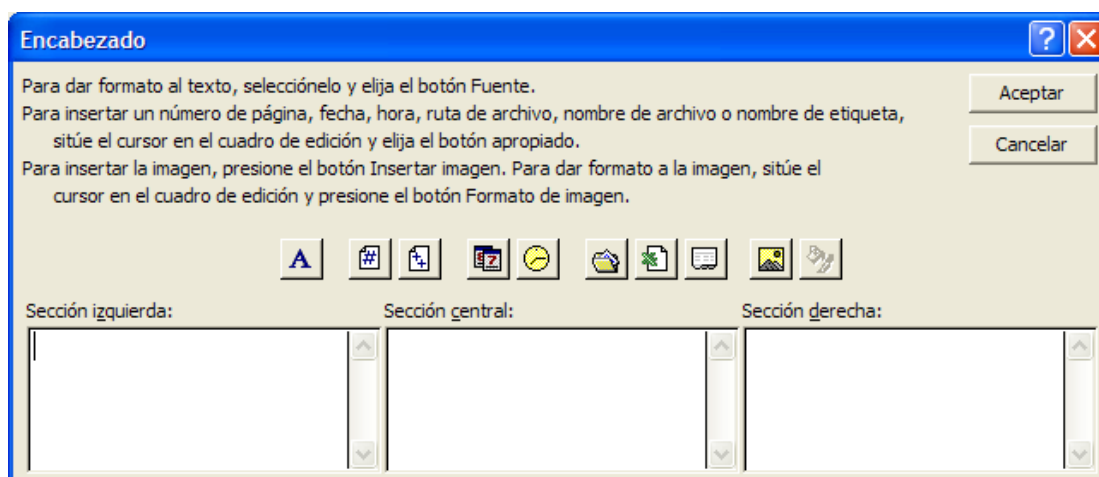 Encabezado
Para dar formato al texto, selecciónelo y elija el botón Fuente.
Para insertar un número de página, fecha, hora, ruta de archivo, nombre de archivo o nombre de etiqueta,
sitúe el cursor en el cuadro de edición y elija el botón apropiado.
Para insertar la imagen, presione el botón Insertar imagen. Para dar formato a la imagen, sitúe el
cursor en el cuadro de edición y presione el botón Formato de imagen.
Aceptar
Cancelar
Sección izquierda:
Sección central:
Sección derecha: